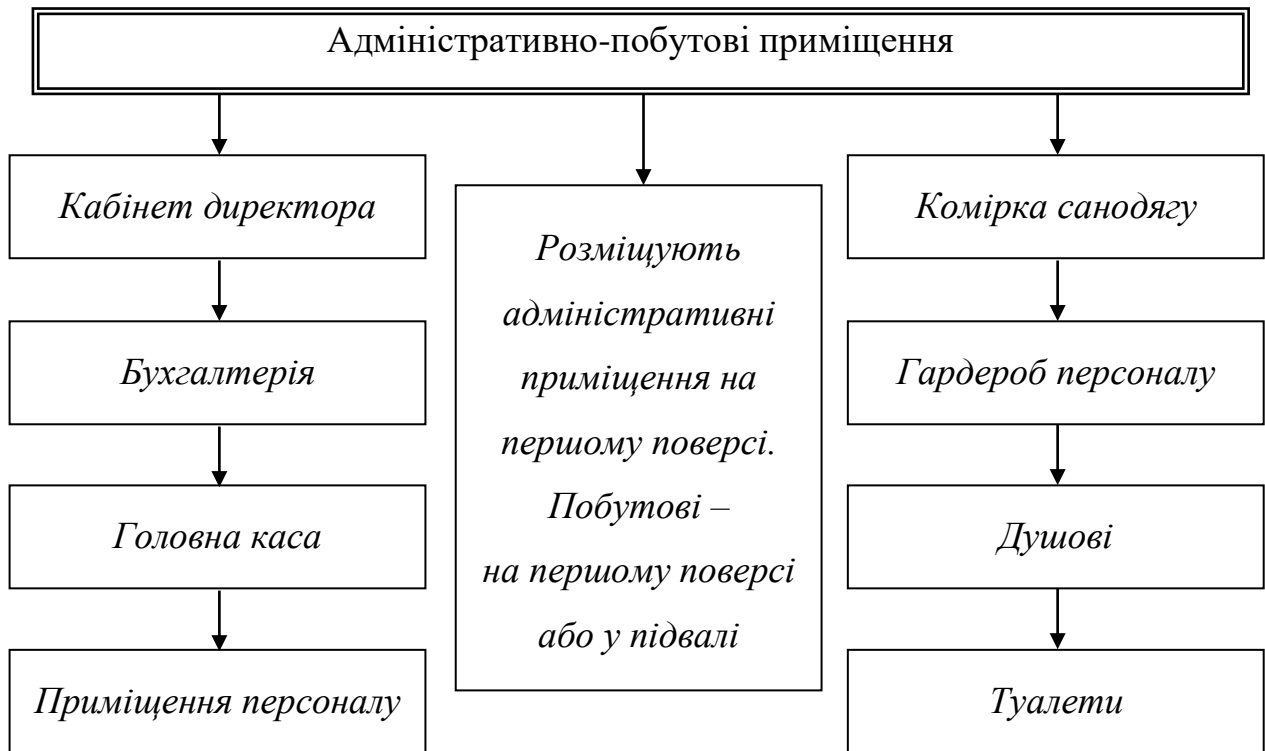 Адміністративно-побутові приміщення
Кабінет директора
Бухгалтерія
Головна каса
Приміщення персоналу
Розміщують
адміністративні
приміщення на
першому поверсі.
Побутові –
на першому поверсі
або у підвалі
Комірка санодягу
Гардероб персоналу
Душові
Туалети